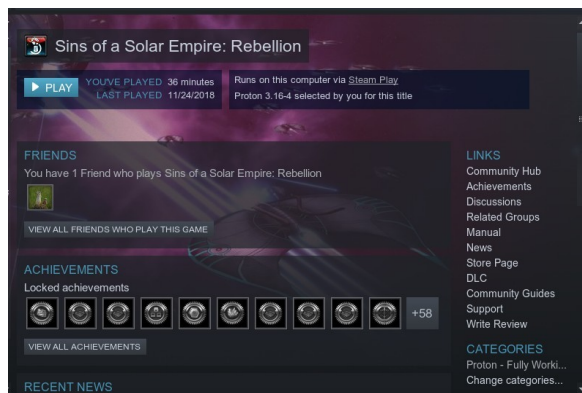 Sins of a Solar Empire: Rebellion
PLAY
YOU'VE PLAYED 36 minutes
LAST PLAYED 11/24/2018
Runs on this computer via Steam Play
Proton 3.16-4 selected by you for this title
FRIENDS
You have 1 Friend who plays Sins of a Solar Empire: Rebellion
VIEW ALL FRIENDS WHO PLAY THIS GAME
ACHIEVEMENTS
Locked achievements
+58
VIEW ALL ACHIEVEMENTS
RECENT NEWS
LINKS
Community Hub
Achievements
Discussions
Related Groups
Manual
News
Store Page
DLC
Community Guides
Support
Write Review
CATEGORIES
Proton - Fully Worki...
Change categories...